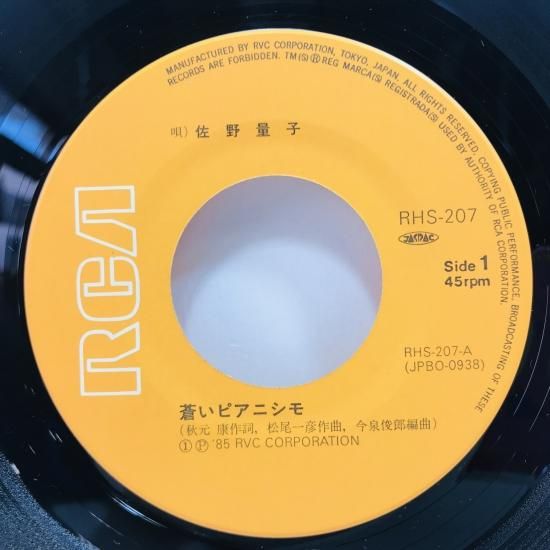 MANUFACTURED BY RVC CORPORATION, TOKYO, JAPAN. ALL RIGHTS RESERVED. COPYING PUBLIC PERFORMANCE, BROADCASTING OF THESE
RECORDS ARE FORBIDDEN. TM(S) Ⓡ REG MARCA(S) REGISTRADA(S) USED BY AUTHORITY OF RCA CORPORATION.
唄) 佐野量子
RCA
RHS-207
JASRAC
Side 1
45rpm
RHS-207-A
(JPBO-0938)
蒼いピアニシモ
(秋元 康作詞, 松尾一彦作曲, 今泉俊郎編曲)
① Ⓟ '85 RVC CORPORATION